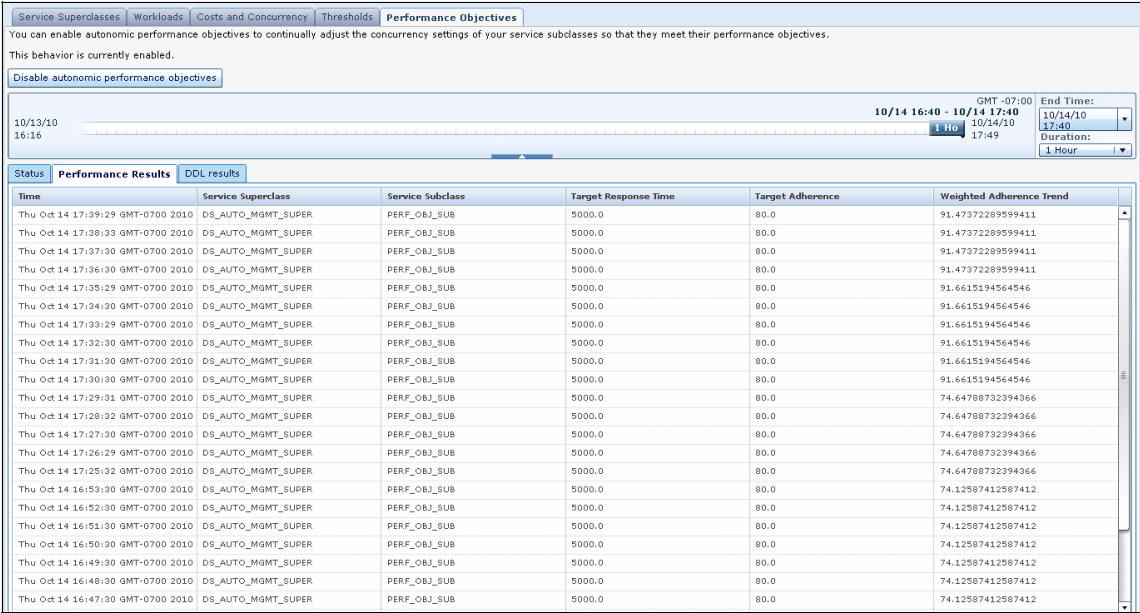 Service Superclasses Workloads Costs and Concurrency Thresholds Performance Objectives
You can enable autonomic performance objectives to continually adjust the concurrency settings of your service subclasses so that they meet their performance objectives.
This behavior is currently enabled.
Disable autonomic performance objectives
GMT -07:00 End Time:
10/14 16:40 - 10/14 17:40
10/13/10
16:16
1 Ho
10/14/10
17:49
10/14/10
17:40
Duration:
1 Hour
Status Performance Results DDL results
Time Service Superclass Service Subclass Target Response Time Target Adherence Weighted Adherence Trend
Thu Oct 14 17:39:29 GMT-0700 2010 DS_AUTO_MGMT_SUPER PERF_OBJ_SUB 5000.0 80.0 91.47372289599411
Thu Oct 14 17:38:33 GMT-0700 2010 DS_AUTO_MGMT_SUPER PERF_OBJ_SUB 5000.0 80.0 91.47372289599411
Thu Oct 14 17:37:30 GMT-0700 2010 DS_AUTO_MGMT_SUPER PERF_OBJ_SUB 5000.0 80.0 91.47372289599411
Thu Oct 14 17:36:30 GMT-0700 2010 DS_AUTO_MGMT_SUPER PERF_OBJ_SUB 5000.0 80.0 91.47372289599411
Thu Oct 14 17:35:29 GMT-0700 2010 DS_AUTO_MGMT_SUPER PERF_OBJ_SUB 5000.0 80.0 91.6615194564546
Thu Oct 14 17:34:30 GMT-0700 2010 DS_AUTO_MGMT_SUPER PERF_OBJ_SUB 5000.0 80.0 91.6615194564546
Thu Oct 14 17:33:29 GMT-0700 2010 DS_AUTO_MGMT_SUPER PERF_OBJ_SUB 5000.0 80.0 91.6615194564546
Thu Oct 14 17:32:30 GMT-0700 2010 DS_AUTO_MGMT_SUPER PERF_OBJ_SUB 5000.0 80.0 91.6615194564546
Thu Oct 14 17:31:30 GMT-0700 2010 DS_AUTO_MGMT_SUPER PERF_OBJ_SUB 5000.0 80.0 91.6615194564546
Thu Oct 14 17:30:30 GMT-0700 2010 DS_AUTO_MGMT_SUPER PERF_OBJ_SUB 5000.0 80.0 91.6615194564546
Thu Oct 14 17:29:31 GMT-0700 2010 DS_AUTO_MGMT_SUPER PERF_OBJ_SUB 5000.0 80.0 74.64788732394366
Thu Oct 14 17:28:32 GMT-0700 2010 DS_AUTO_MGMT_SUPER PERF_OBJ_SUB 5000.0 80.0 74.64788732394366
Thu Oct 14 17:27:30 GMT-0700 2010 DS_AUTO_MGMT_SUPER PERF_OBJ_SUB 5000.0 80.0 74.64788732394366
Thu Oct 14 17:26:29 GMT-0700 2010 DS_AUTO_MGMT_SUPER PERF_OBJ_SUB 5000.0 80.0 74.64788732394366
Thu Oct 14 17:25:32 GMT-0700 2010 DS_AUTO_MGMT_SUPER PERF_OBJ_SUB 5000.0 80.0 74.64788732394366
Thu Oct 14 16:53:30 GMT-0700 2010 DS_AUTO_MGMT_SUPER PERF_OBJ_SUB 5000.0 80.0 74.12587412587412
Thu Oct 14 16:52:30 GMT-0700 2010 DS_AUTO_MGMT_SUPER PERF_OBJ_SUB 5000.0 80.0 74.12587412587412
Thu Oct 14 16:51:30 GMT-0700 2010 DS_AUTO_MGMT_SUPER PERF_OBJ_SUB 5000.0 80.0 74.12587412587412
Thu Oct 14 16:50:30 GMT-0700 2010 DS_AUTO_MGMT_SUPER PERF_OBJ_SUB 5000.0 80.0 74.12587412587412
Thu Oct 14 16:49:30 GMT-0700 2010 DS_AUTO_MGMT_SUPER PERF_OBJ_SUB 5000.0 80.0 74.12587412587412
Thu Oct 14 16:48:30 GMT-0700 2010 DS_AUTO_MGMT_SUPER PERF_OBJ_SUB 5000.0 80.0 74.12587412587412
Thu Oct 14 16:47:30 GMT-0700 2010 DS_AUTO_MGMT_SUPER PERF_OBJ_SUB 5000.0 80.0 74.12587412587412